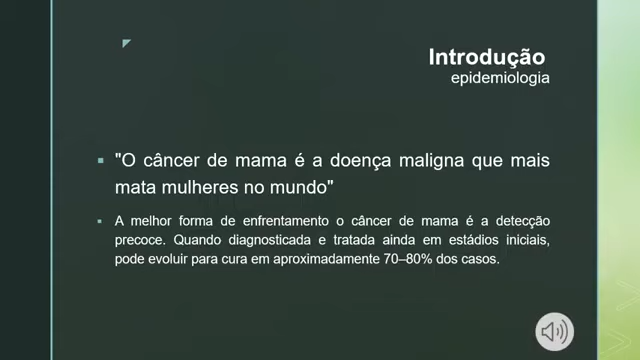 Introdução
epidemiologia
"O câncer de mama é a doença maligna que mais
mata mulheres no mundo"
A melhor forma de enfrentamento o câncer de mama é a detecção
precoce. Quando diagnosticada e tratada ainda em estádios iniciais,
pode evoluir para cura em aproximadamente 70–80% dos casos.